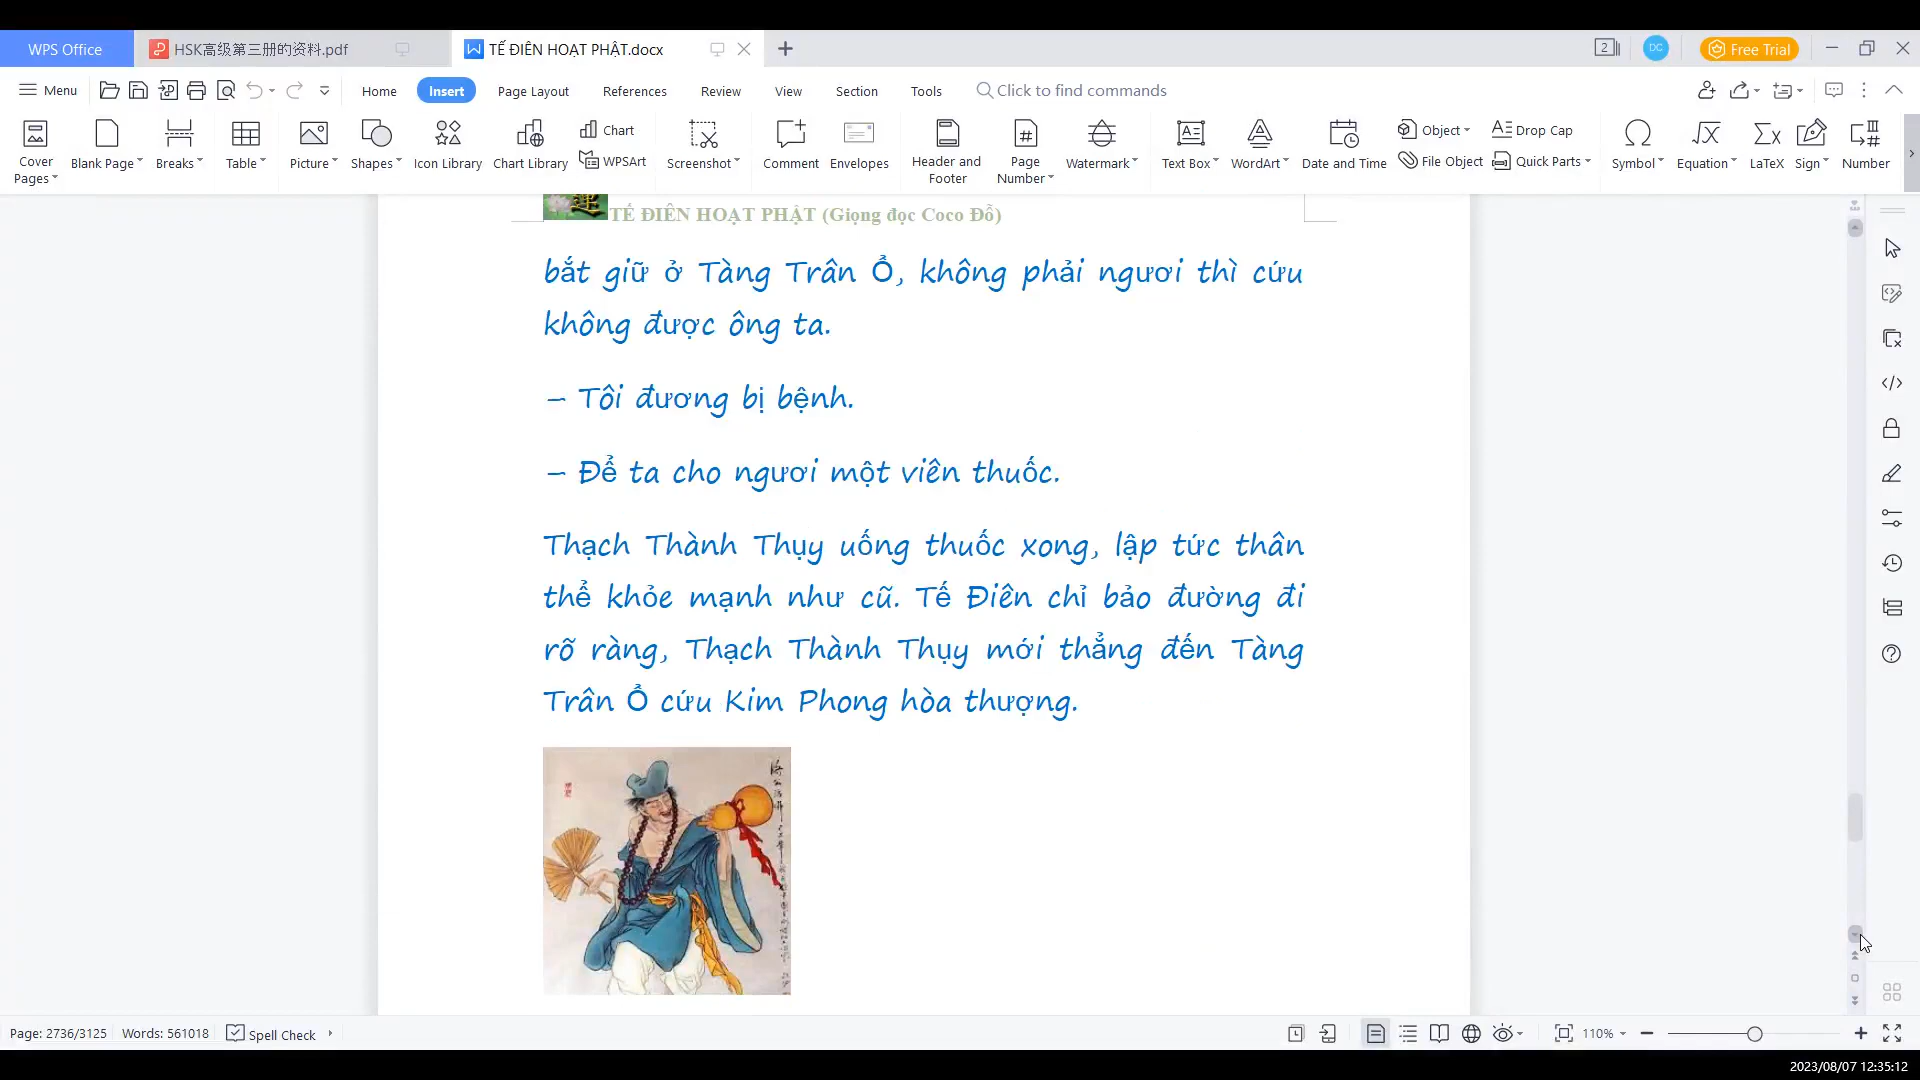 WPS Office
HSK高级第三册的资料.pdf
TẾ ĐIÊN HOẠT PHẬT.docx
2
DC
Free Trial
Menu
Home
Insert
Page Layout
References
Review
View
Section
Tools
Click to find commands
Cover Pages
Blank Page
Breaks
Table
Picture
Shapes
Icon Library
Chart Library
Chart
WPSArt
Screenshot
Comment
Envelopes
Header and Footer
Page Number
Watermark
Text Box
WordArt
Date and Time
Object
File Object
Drop Cap
Quick Parts
Symbol
Equation
LaTeX
Sign
Number
TẾ ĐIÊN HOẠT PHẬT (Giọng đọc Coco Đỗ)
bắt giữ ở Tàng Trân Ổ, không phải ngươi thì cứu
không được ông ta.
– Tôi đương bị bệnh.
– Để ta cho ngươi một viên thuốc.
Thạch Thành Thụy uống thuốc xong, lập tức thân
thể khỏe mạnh như cũ. Tế Điên chỉ bảo đường đi
rõ ràng, Thạch Thành Thụy mới thẳng đến Tàng
Trân Ổ cứu Kim Phong hòa thượng.
Page: 2736/3125
Words: 561018
Spell Check
110%
2023/08/07 12:35:12